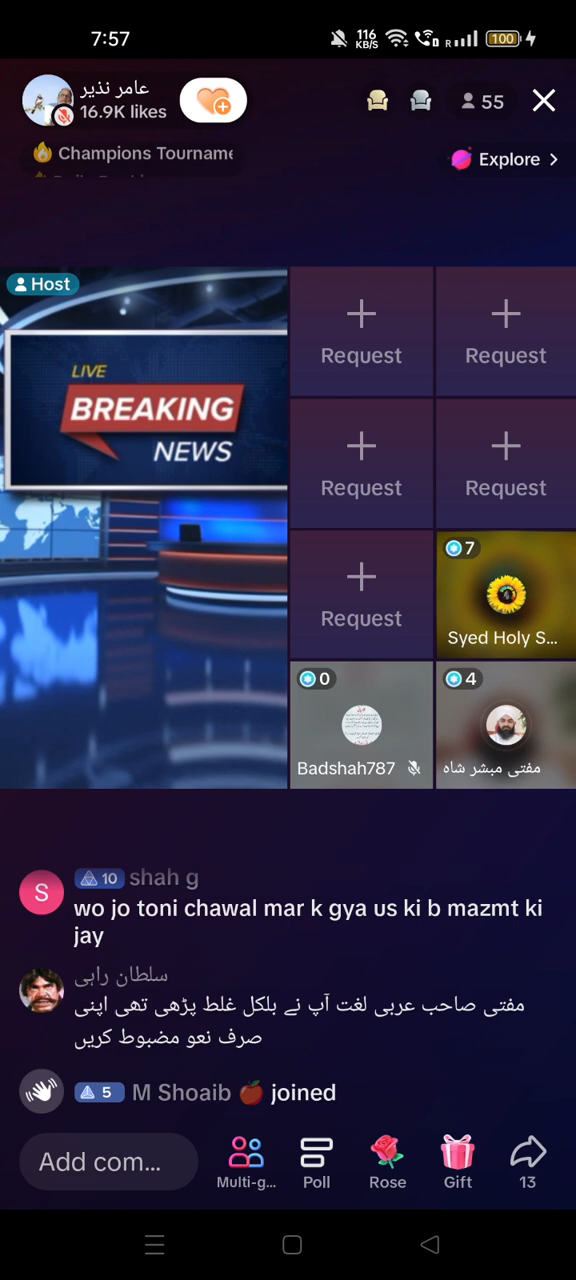 7:57
116
KB/S
R
100
عامر نذیر
16.9K likes
55
Champions Tourname
Explore
Host
LIVE
BREAKING
NEWS
Request
Request
Request
Request
Request
7
Syed Holy S...
0
Badshah787
4
مفتی مبشر شاہ
10 shah g
wo jo toni chawal mar k gya us ki b mazmt ki
jay
S
سلطان راہی
مفتی صاحب عربی لغت آپ نے بلکل غلط پڑھی تھی اپنی
صرف نعو مضبوط کریں
5 M Shoaib joined
Add com...
Multi-g...
Poll
Rose
Gift
13